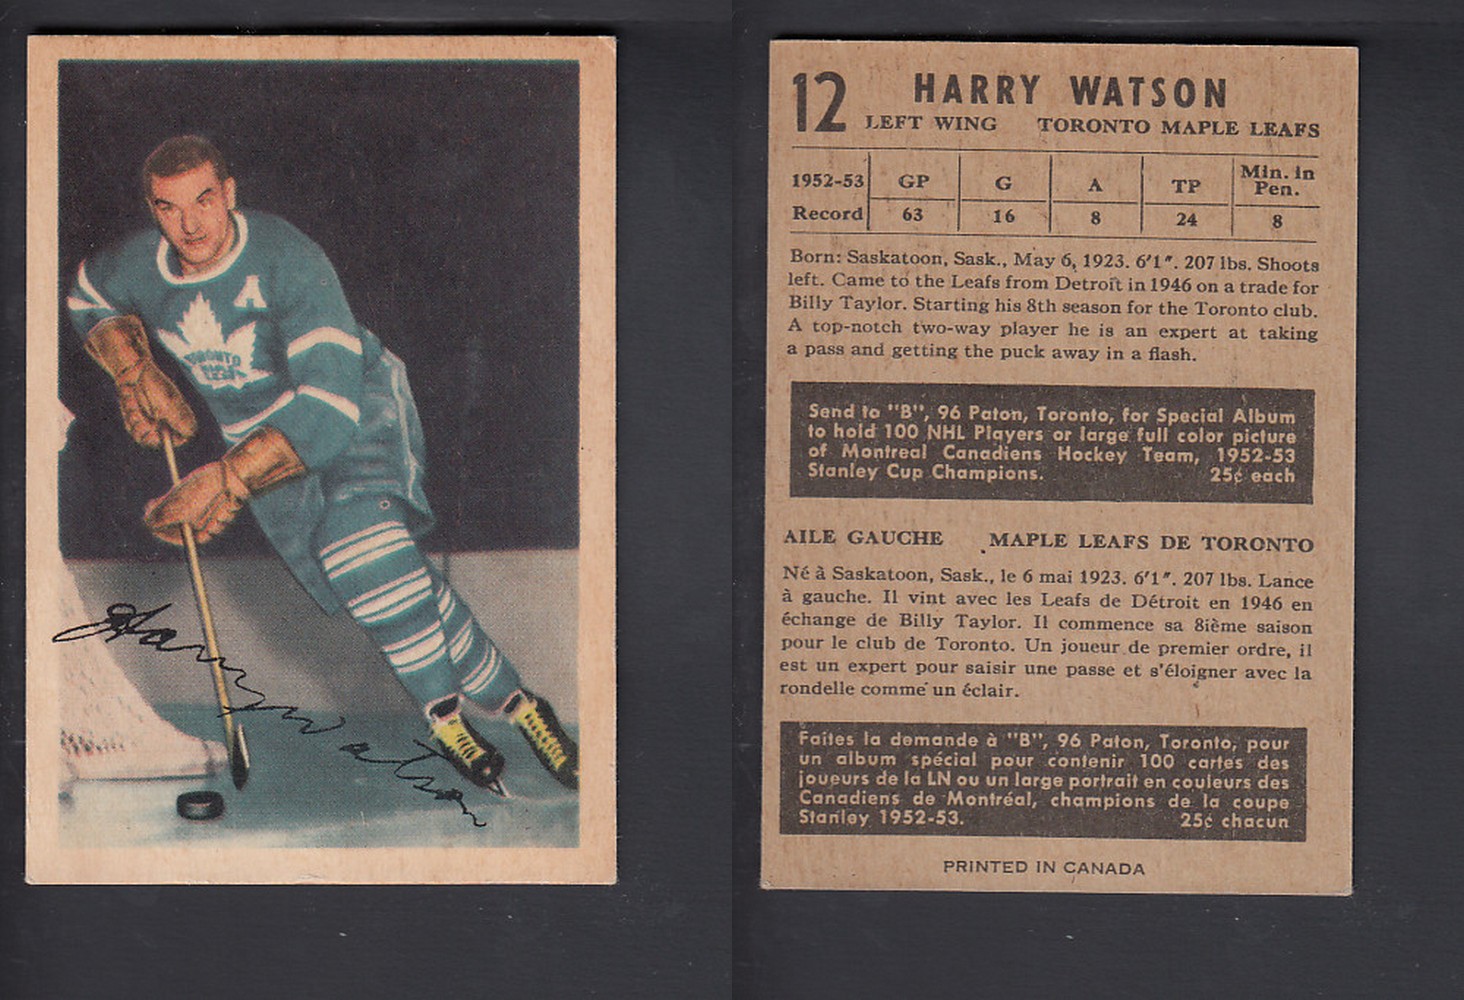 A
TORONTO
MAPLE
LEAFS
Harry Watson
12 HARRY WATSON
LEFT WING TORONTO MAPLE LEAFS
1952-53 GP G A TP Min. in Pen.
Record 63 16 8 24 8
Born: Saskatoon, Sask., May 6, 1923. 6'1". 207 lbs. Shoots
left. Came to the Leafs from Detroit in 1946 on a trade for
Billy Taylor. Starting his 8th season for the Toronto club.
A top-notch two-way player he is an expert at taking
a pass and getting the puck away in a flash.
Send to "B", 96 Paton, Toronto, for Special Album
to hold 100 NHL Players or large full color picture
of Montreal Canadiens Hockey Team, 1952-53
Stanley Cup Champions. 25¢ each
AILE GAUCHE MAPLE LEAFS DE TORONTO
Né à Saskatoon, Sask., le 6 mai 1923. 6'1". 207 lbs. Lance
à gauche. Il vint avec les Leafs de Détroit en 1946 en
échange de Billy Taylor. Il commence sa 8ième saison
pour le club de Toronto. Un joueur de premier ordre, il
est un expert pour saisir une passe et s'éloigner avec la
rondelle comme un éclair.
Faites la demande à "B", 96 Paton, Toronto, pour
un album spécial pour contenir 100 cartes des
joueurs de la LN ou un large portrait en couleurs des
Canadiens de Montréal, champions de la coupe
Stanley 1952-53. 25¢ chacun
PRINTED IN CANADA